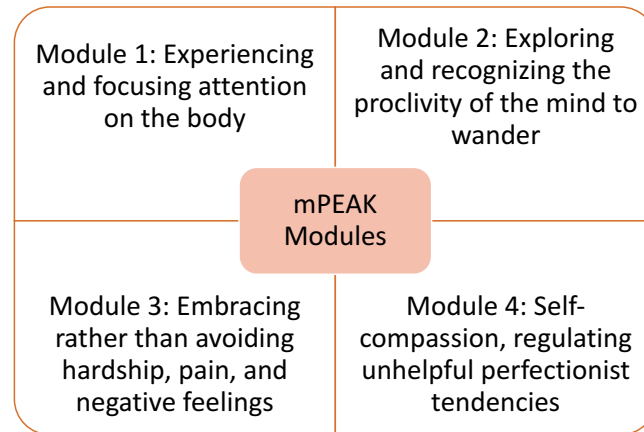 Module 1: Experiencing
and focusing attention
on the body
Module 2: Exploring
and recognizing the
proclivity of the mind to
wander
mPEAK
Modules
Module 3: Embracing
rather than avoiding
hardship, pain, and
negative feelings
Module 4: Self-
compassion, regulating
unhelpful perfectionist
tendencies